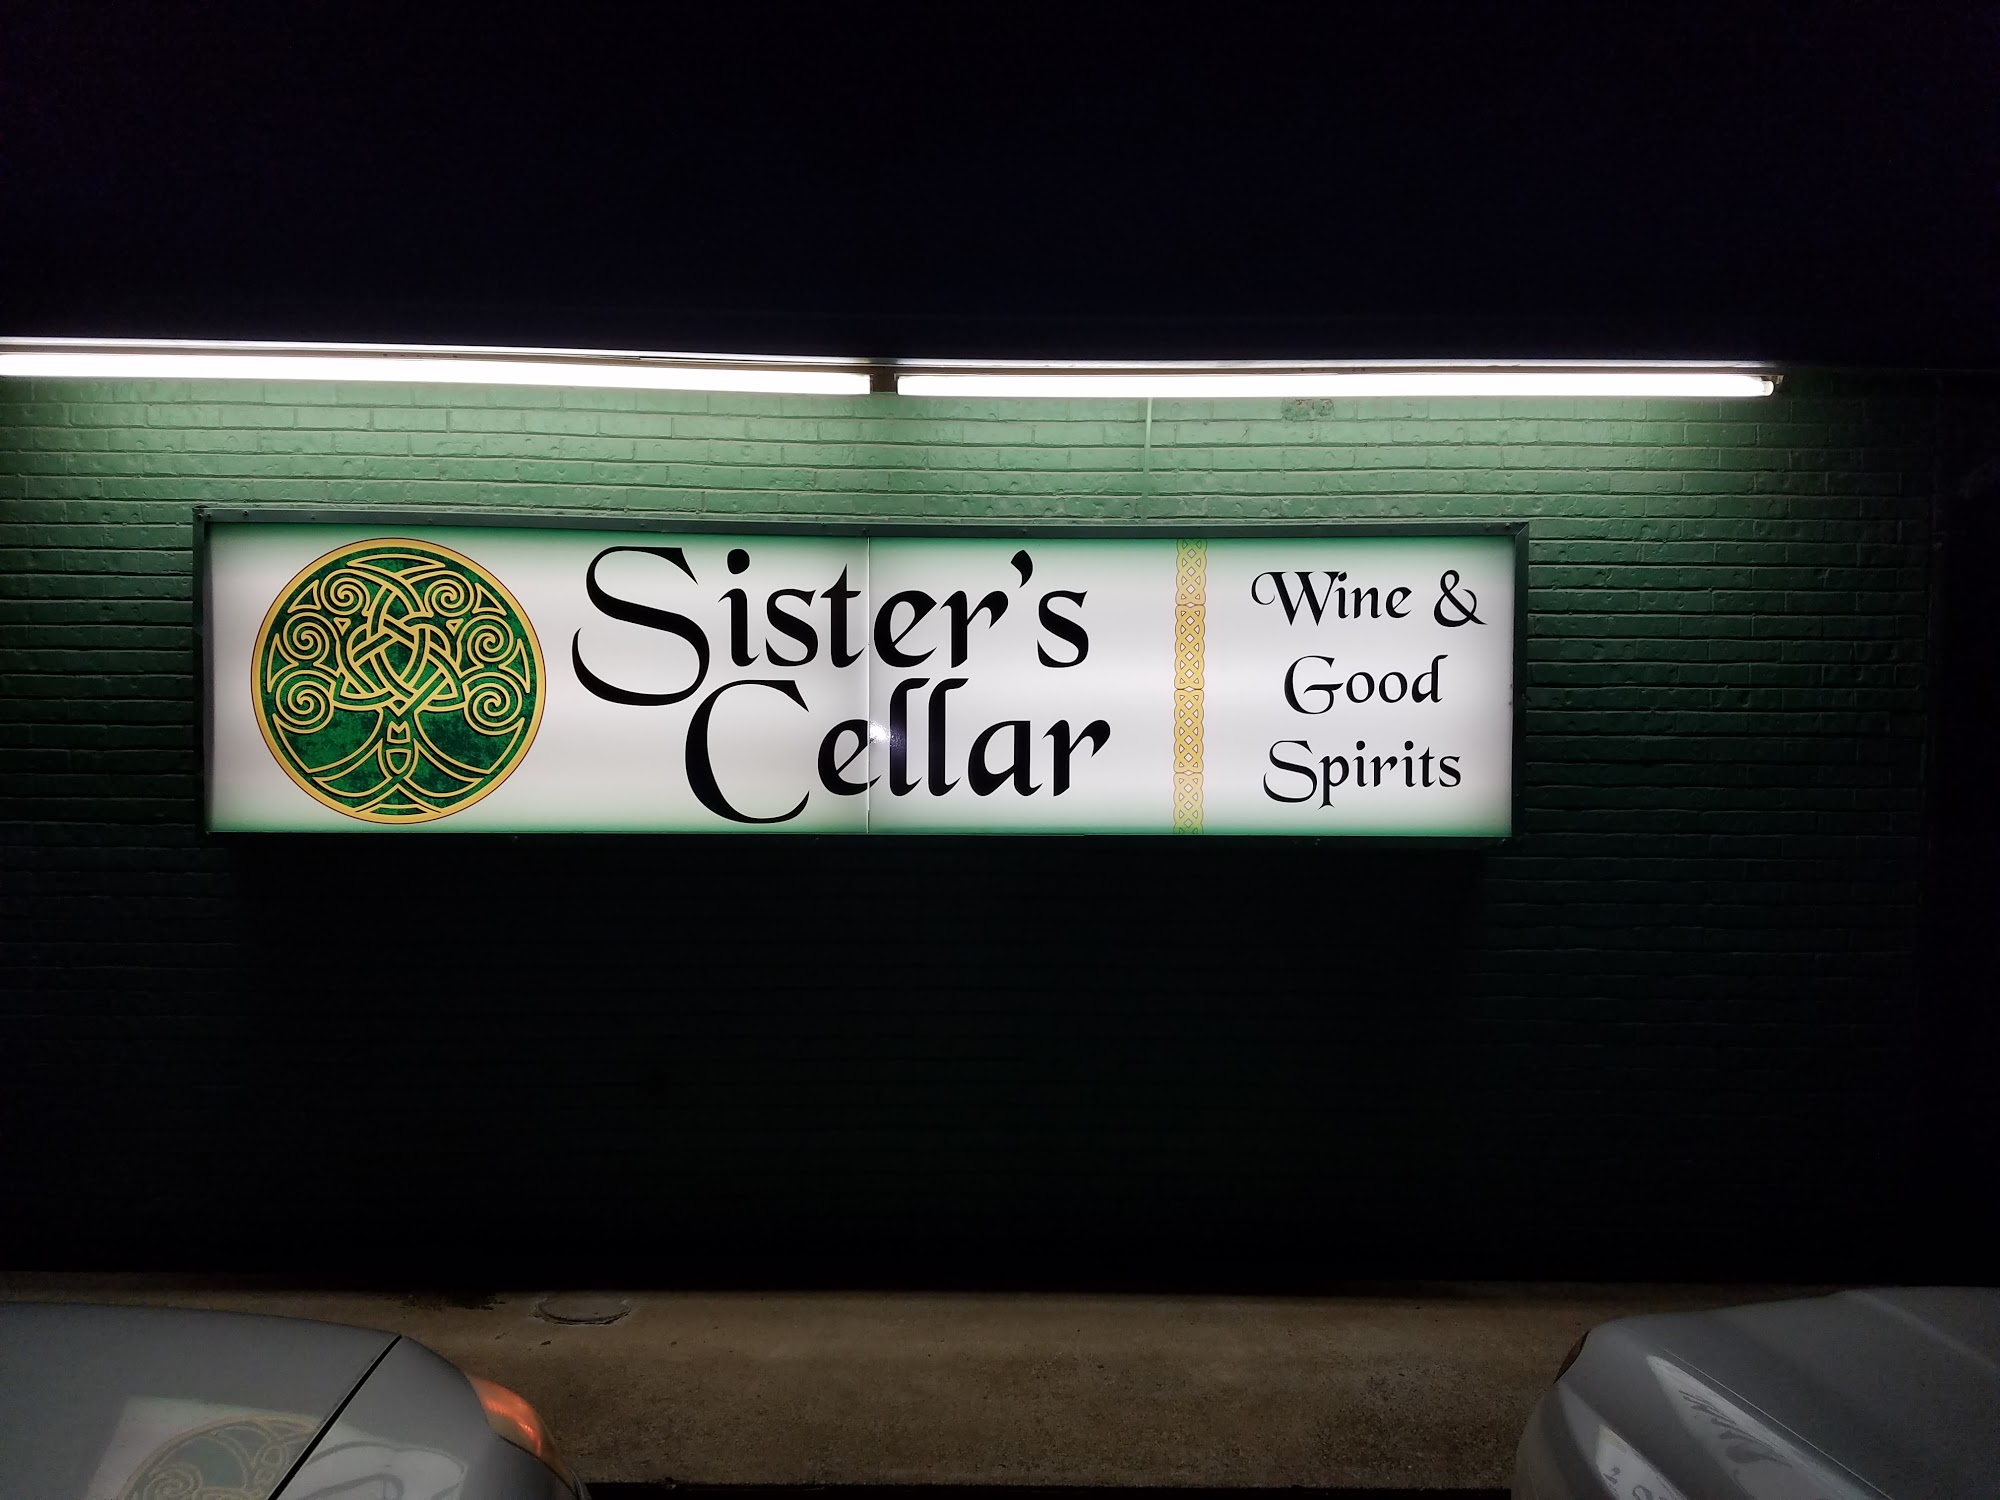 Sister's
Cellar
Wine &
Good
Spirits